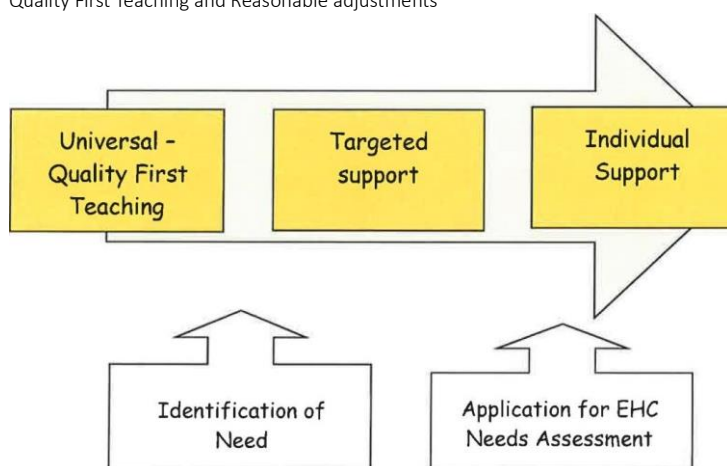 Quality First Teaching and Reasonable adjustments
Universal -
Quality First
Teaching
Targeted
support
Individual
Support
Identification of
Need
Application for EHC
Needs Assessment